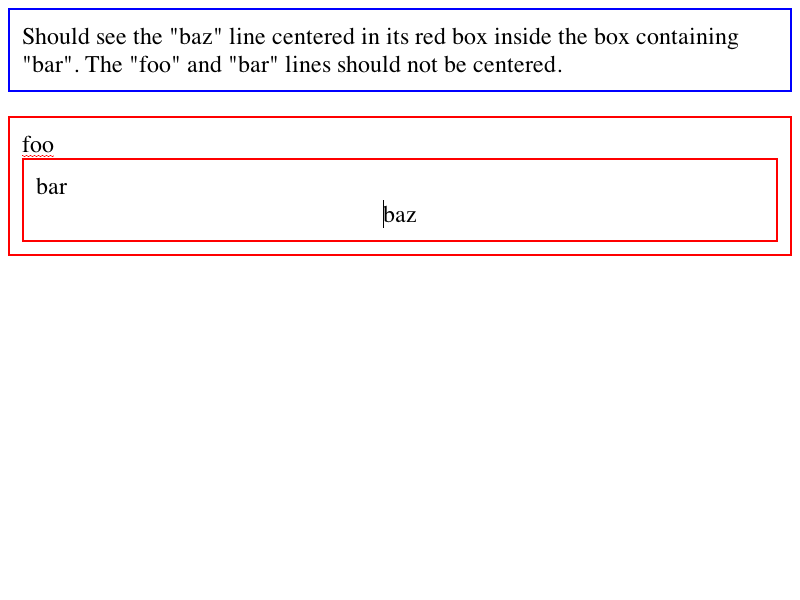 Should see the "baz" line centered in its red box inside the box containing
"bar". The "foo" and "bar" lines should not be centered.
foo
bar
baz